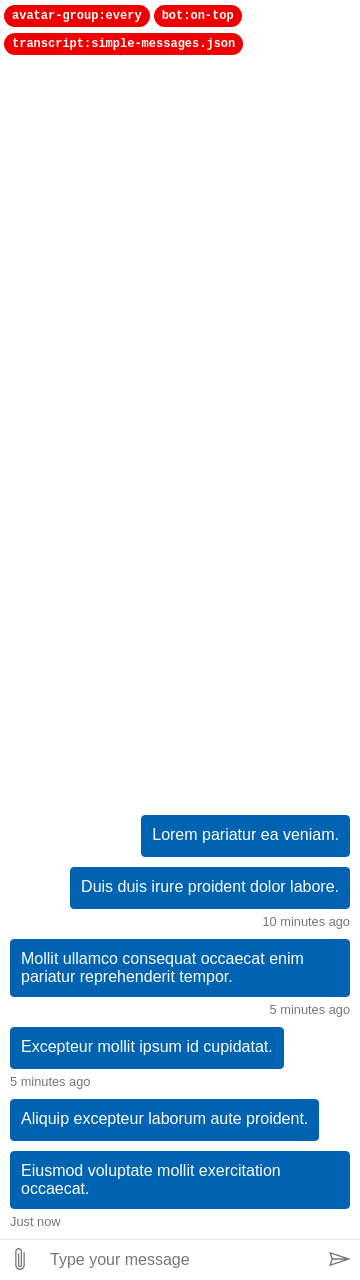 avatar-group:every bot:on-top
transcript:simple-messages.json
Lorem pariatur ea veniam.
Duis duis irure proident dolor labore.
10 minutes ago
Mollit ullamco consequat occaecat enim
pariatur reprehenderit tempor.
5 minutes ago
Excepteur mollit ipsum id cupidatat.
5 minutes ago
Aliquip excepteur laborum aute proident.
Eiusmod voluptate mollit exercitation
occaecat.
Just now
Type your message